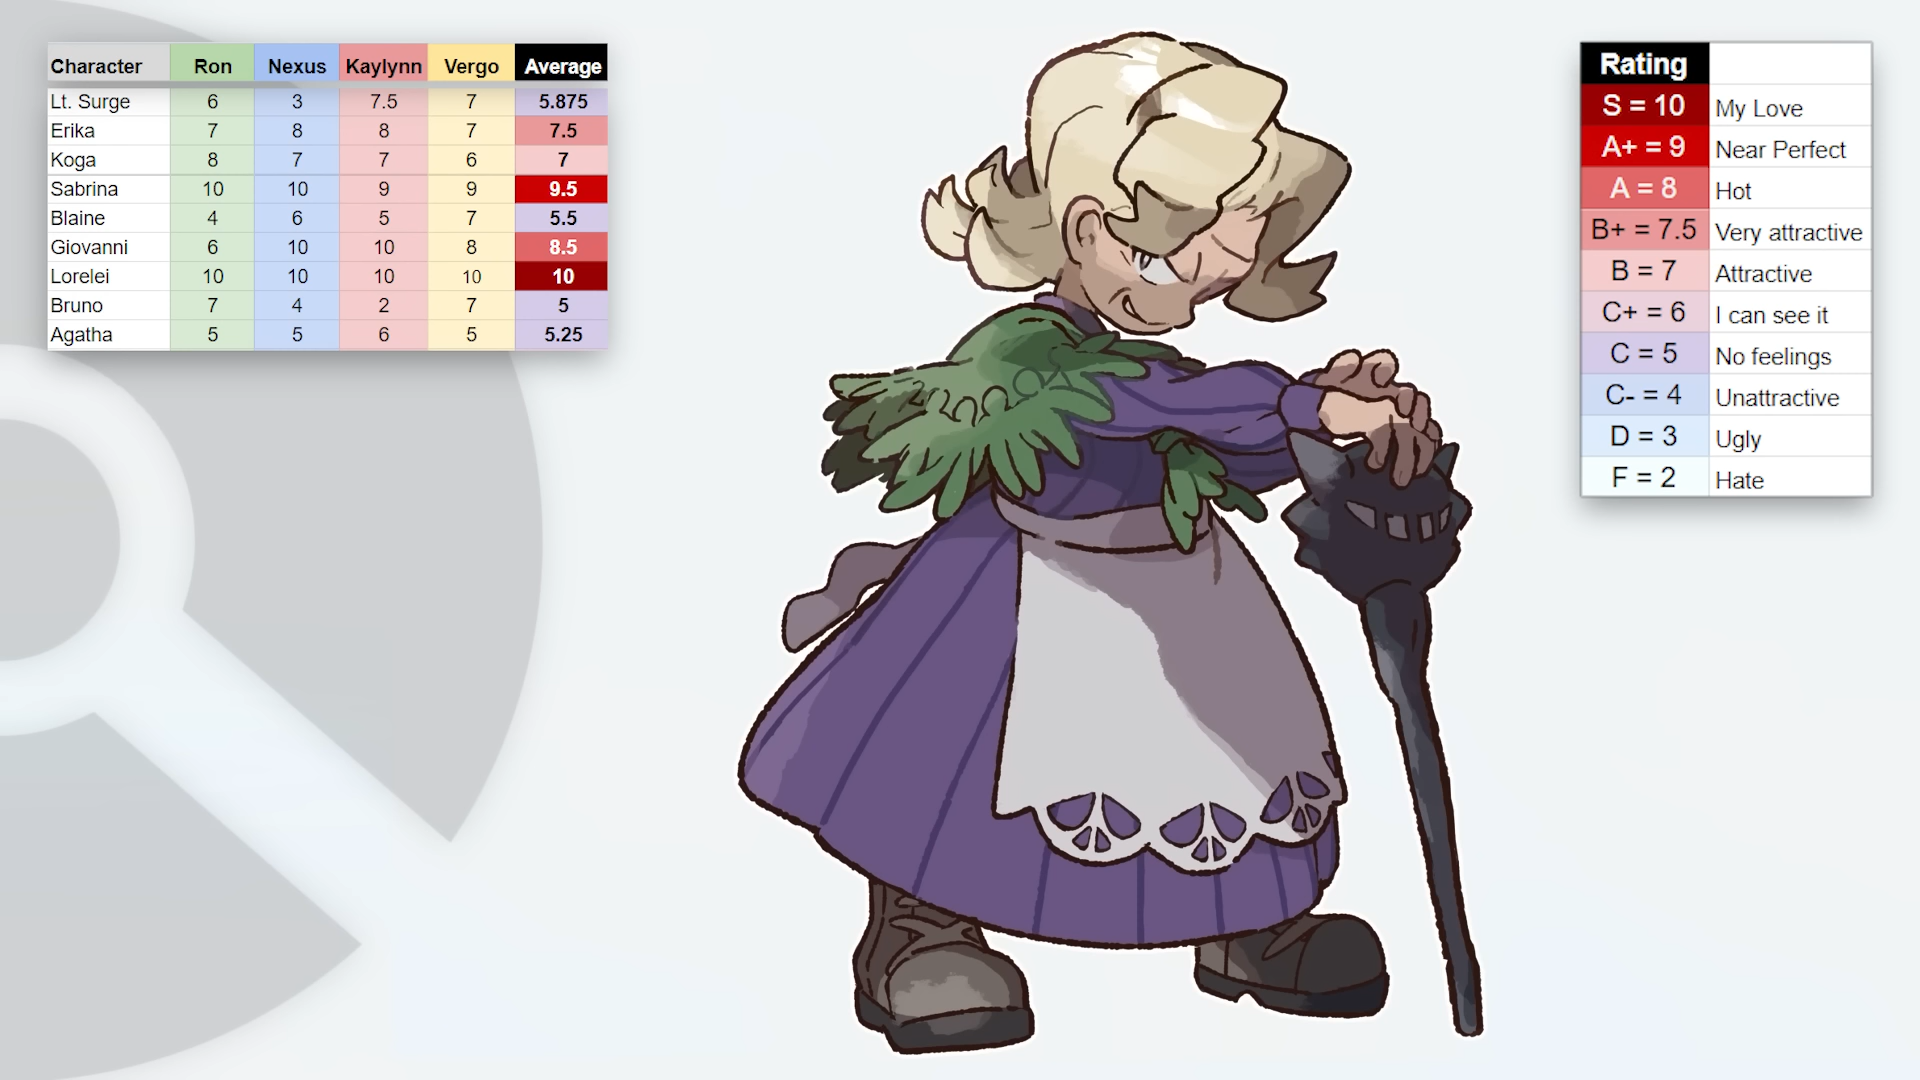 Character Ron Nexus Kaylynn Vergo Average
Lt. Surge 6 3 7.5 7 5.875
Erika 7 8 8 7 7.5
Koga 8 7 7 6 7
Sabrina 10 10 9 9 9.5
Blaine 4 6 5 7 5.5
Giovanni 6 10 10 8 8.5
Lorelei 10 10 10 10 10
Bruno 7 4 2 7 5
Agatha 5 5 6 5 5.25
Rating
S = 10 My Love
A+ = 9 Near Perfect
A = 8 Hot
B+ = 7.5 Very attractive
B = 7 Attractive
C+ = 6 I can see it
C = 5 No feelings
C- = 4 Unattractive
D = 3 Ugly
F = 2 Hate